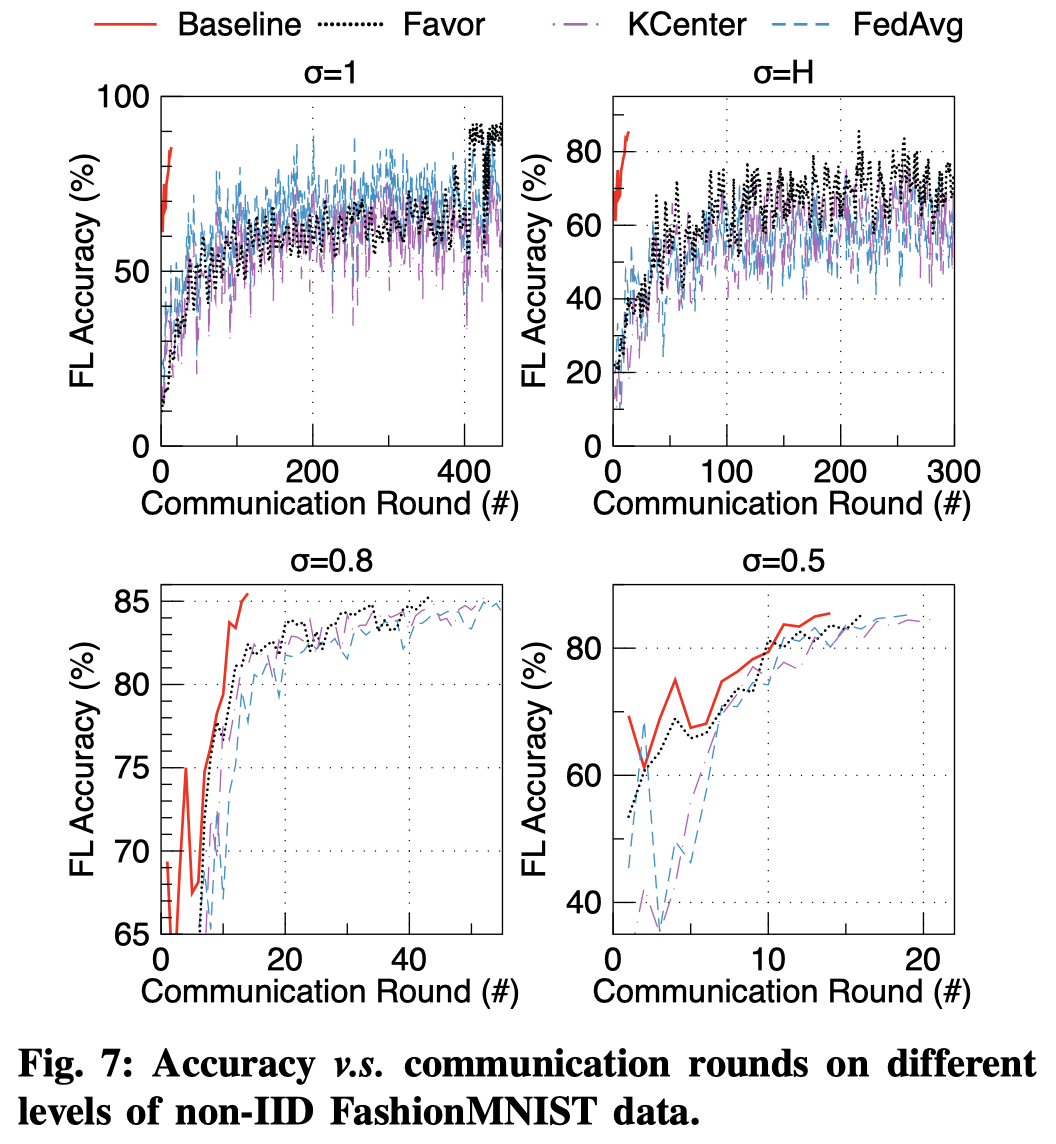 Baseline Favor KCenter FedAvg
σ=1
FL Accuracy (%)
100
50
0
0 200 400
Communication Round (#)
σ=H
FL Accuracy (%)
80
60
40
20
0
0 100 200 300
Communication Round (#)
σ=0.8
FL Accuracy (%)
85
80
75
70
65
0 20 40
Communication Round (#)
σ=0.5
FL Accuracy (%)
80
60
40
0 10 20
Communication Round (#)
Fig. 7: Accuracy v.s. communication rounds on different
levels of non-IID FashionMNIST data.